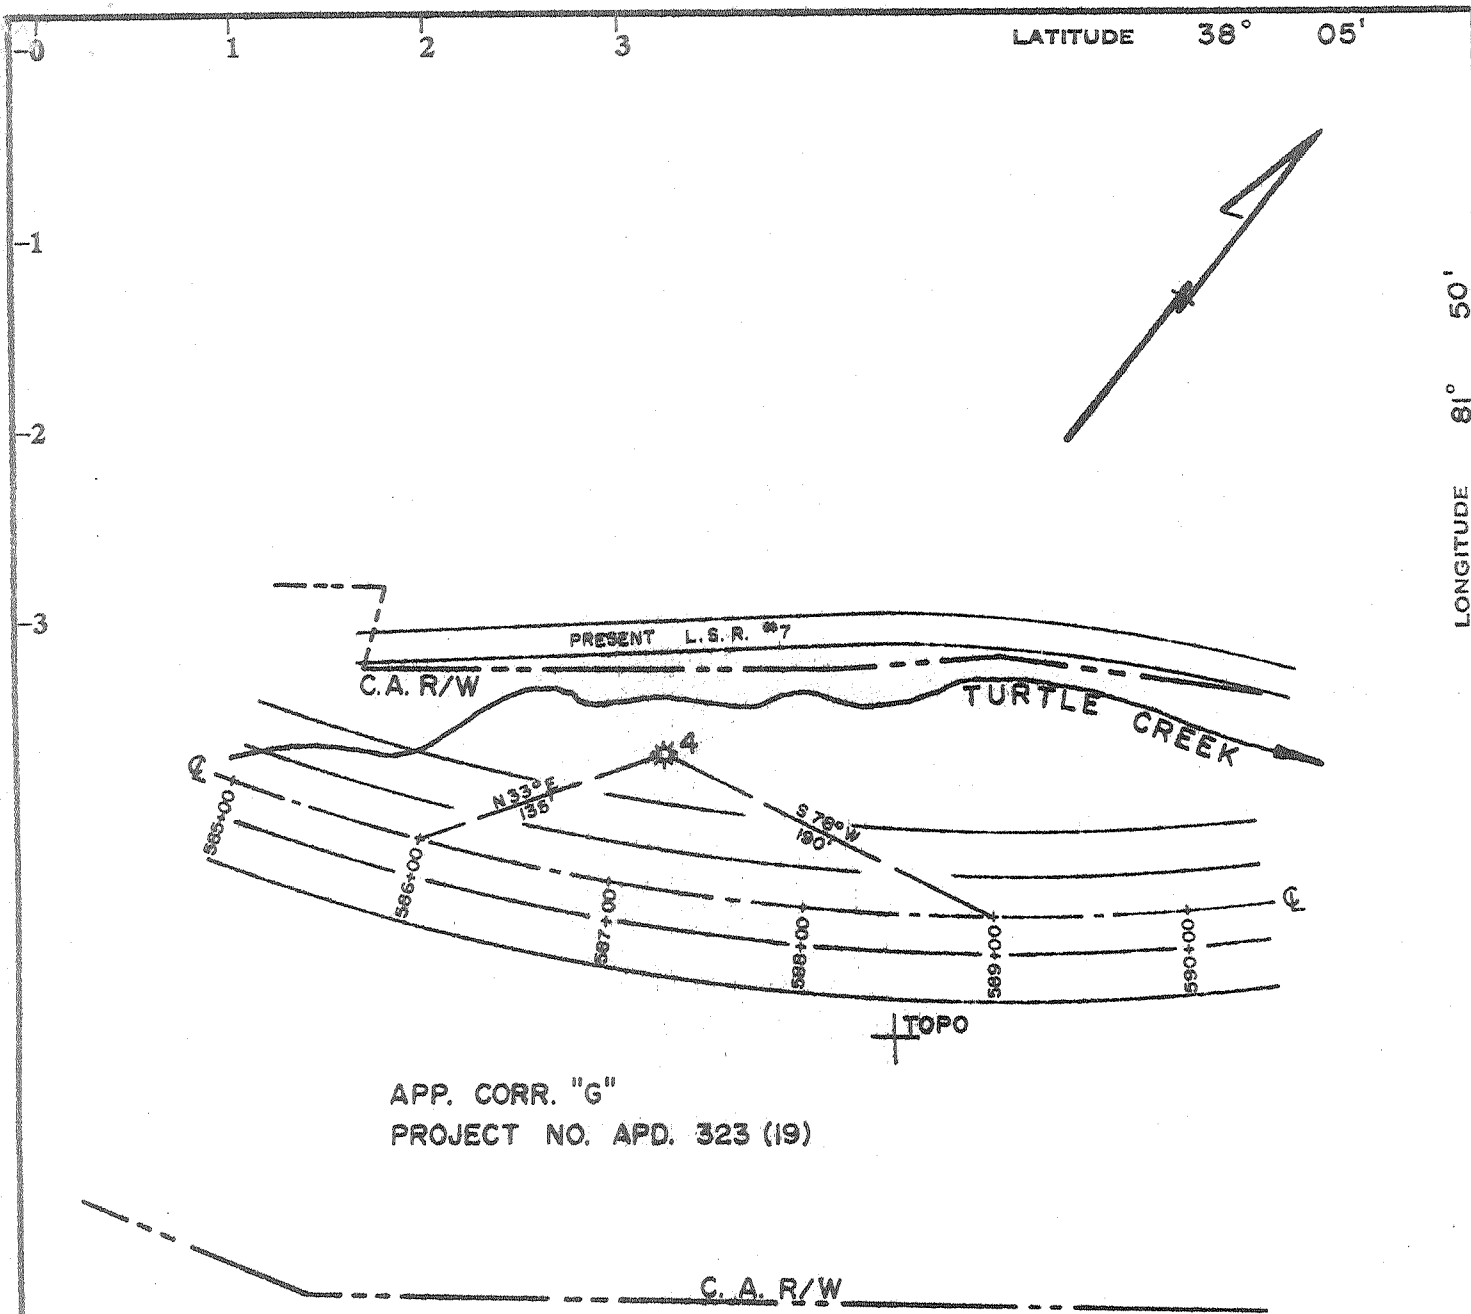 -0
1
2
3
LATITUDE 38° 05'
-1
-2
-3
LONGITUDE 81° 50'
PRESENT L.S.R. #7
C.A. R/W
TURTLE CREEK
4
℄
N 33° E
135'
S 78° W
190'
585+00
586+00
587+00
588+00
589+00
590+00
℄
TOPO
APP. CORR. "G"
PROJECT NO. APD. 323 (19)
C. A. R/W